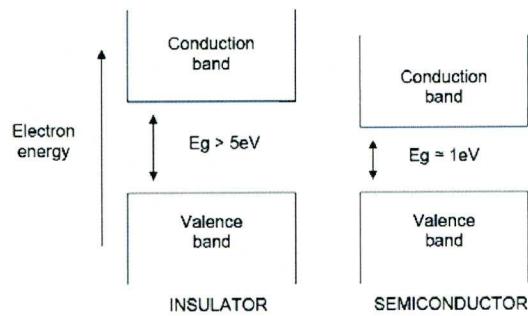 Conduction
band
Conduction
band
Electron
energy
Eg > 5eV
Eg ≃ 1eV
Valence
band
Valence
band
INSULATOR
SEMICONDUCTOR